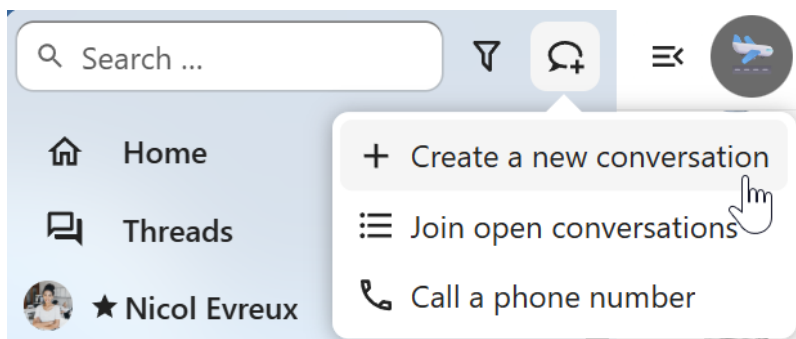 Search ...
Home
Threads
Nicol Evreux
Create a new conversation
Join open conversations
Call a phone number